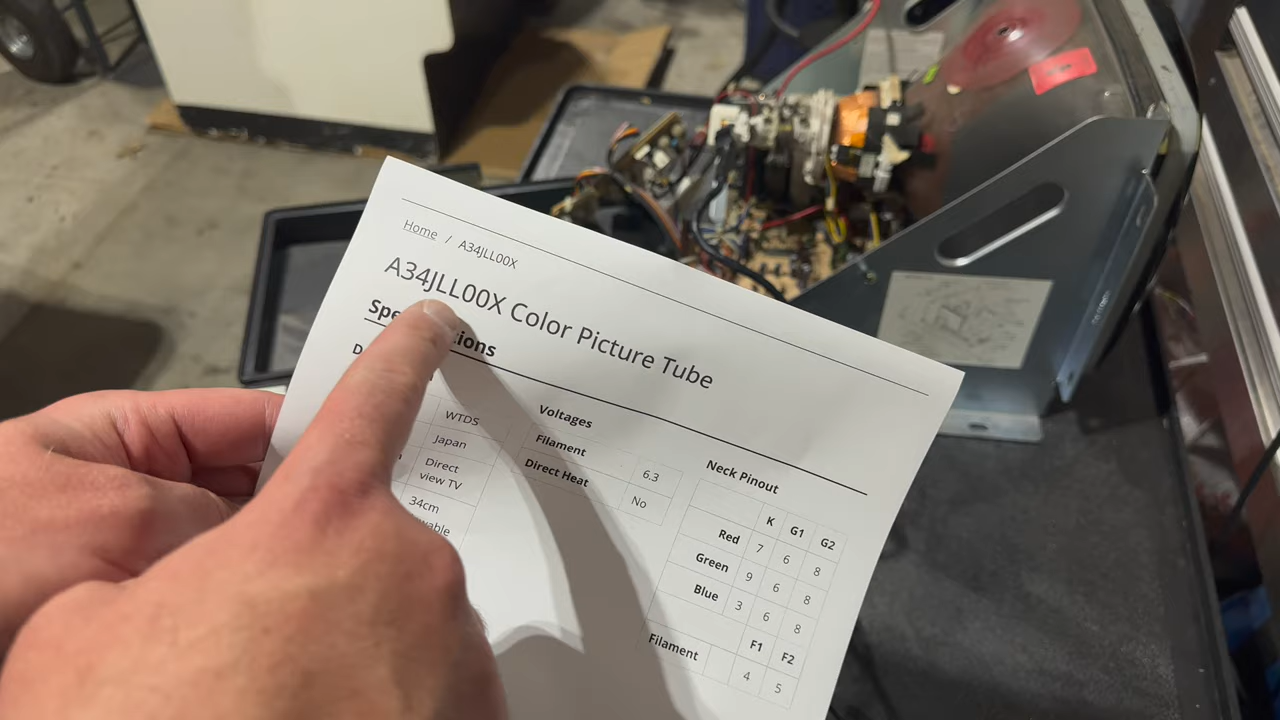 Home / A34JLL00X
A34JLL00X Color Picture Tube
WTDS
Japan
Direct
view TV
34cm
Voltages
Filament 6.3
Direct Heat No
Neck Pinout
K G1 G2
Red 7 6 8
Green 9 6 8
Blue 3 6 8
F1 F2
Filament 4 5